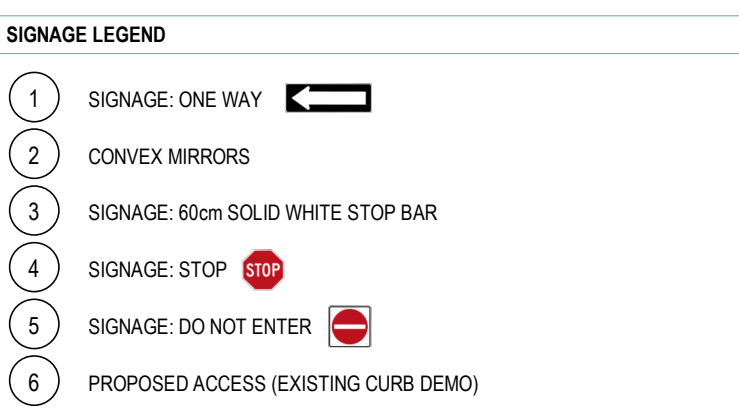 SIGNAGE LEGEND
1 SIGNAGE: ONE WAY
2 CONVEX MIRRORS
3 SIGNAGE: 60cm SOLID WHITE STOP BAR
4 SIGNAGE: STOP STOP
5 SIGNAGE: DO NOT ENTER
6 PROPOSED ACCESS (EXISTING CURB DEMO)